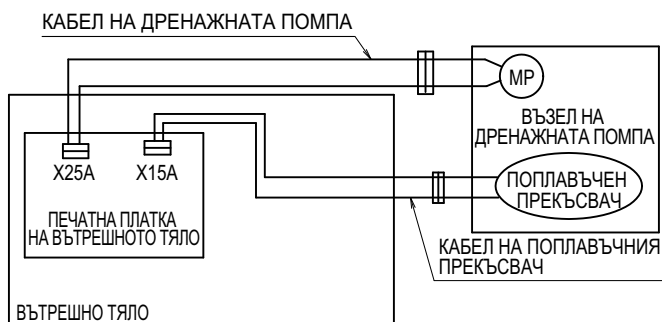 КАБЕЛ НА ДРЕНАЖНАТА ПОМПА
MP
ВЪЗЕЛ НА
ДРЕНАЖНАТА ПОМПА
X25A
X15A
ПОПЛАВЪЧЕН
ПРЕКЪСВАЧ
ПЕЧАТНА ПЛАТКА
НА ВЪТРЕШНОТО ТЯЛО
КАБЕЛ НА ПОПЛАВЪЧНИЯ
ПРЕКЪСВАЧ
ВЪТРЕШНО ТЯЛО